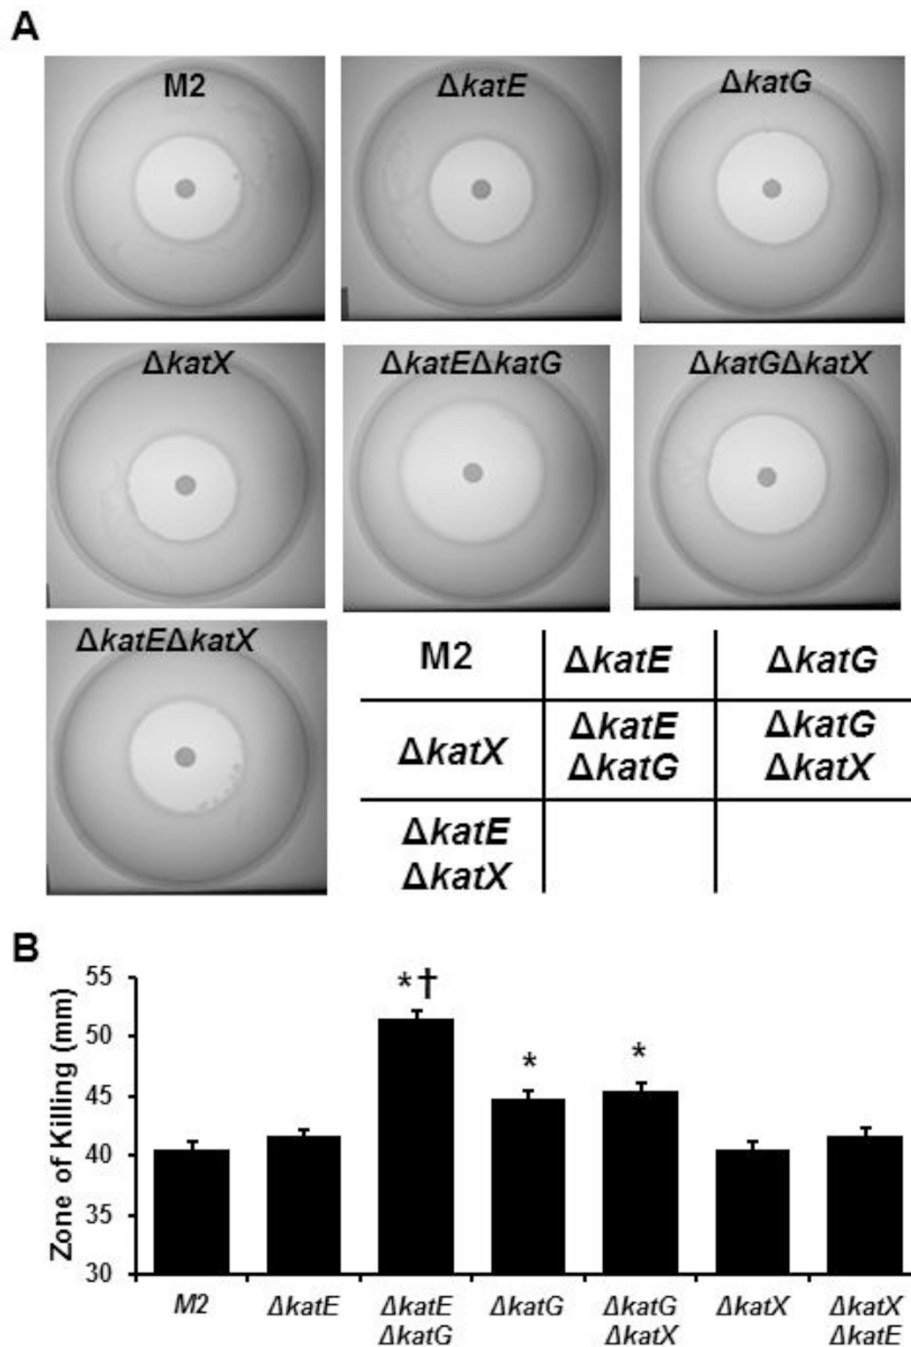 A
M2
ΔkatE
ΔkatG
ΔkatX
ΔkatEΔkatG
ΔkatGΔkatX
ΔkatEΔkatX
M2
ΔkatE
ΔkatG
ΔkatX
ΔkatE
ΔkatG
ΔkatG
ΔkatX
ΔkatE
ΔkatX
B
Zone of Killing (mm)
55
50
45
40
35
30
*†
*
*
M2
ΔkatE
ΔkatE
ΔkatG
ΔkatG
ΔkatG
ΔkatX
ΔkatX
ΔkatX
ΔkatE